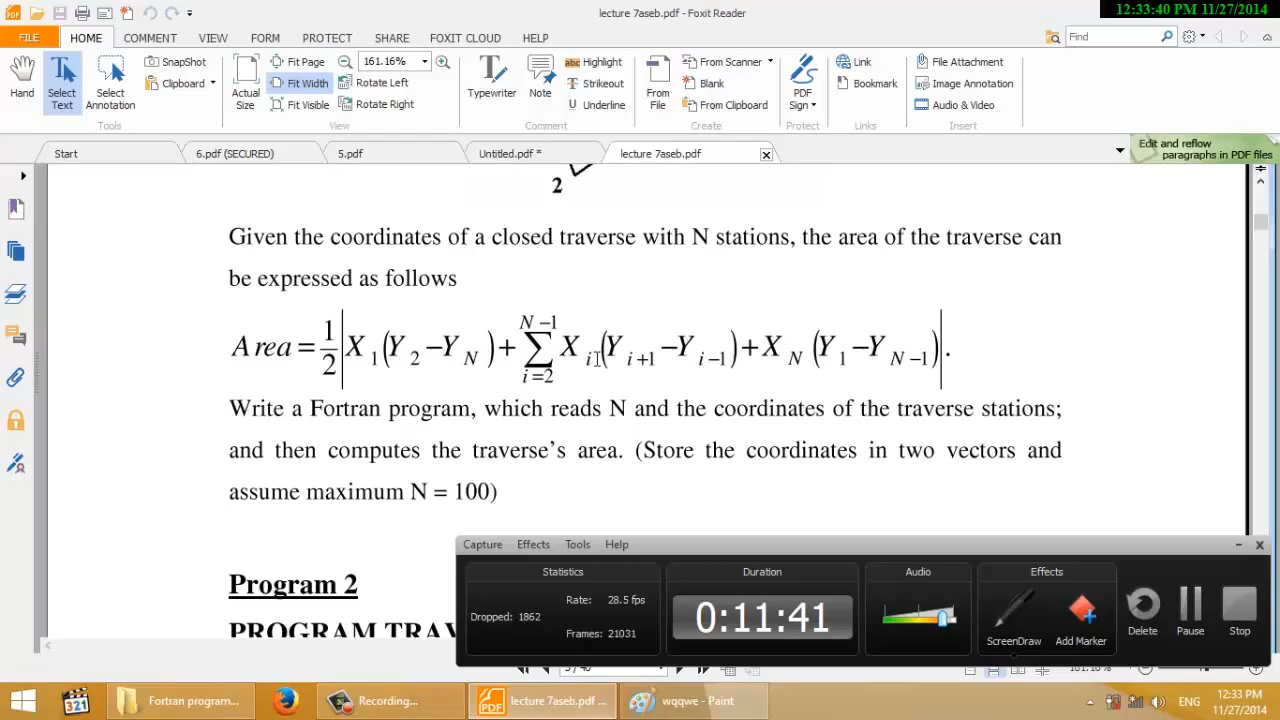 12:33:40 PM 11/27/2014
lecture 7aseb.pdf - Foxit Reader
FILE HOME COMMENT VIEW FORM PROTECT SHARE FOXIT CLOUD HELP Find
SnapShot Fit Page 161.16% Highlight From Scanner Link File Attachment
Hand Select Text Select Annotation Clipboard Actual Size Fit Width Rotate Left Typewriter Note Strikeout From File Blank PDF Sign Bookmark Image Annotation
Fit Visible Rotate Right Underline From Clipboard Audio & Video
Tools View Comment Create Protect Links Insert
Start 6.pdf (SECURED) 5.pdf Untitled.pdf * lecture 7aseb.pdf Edit and reflow paragraphs in PDF files
2
Given the coordinates of a closed traverse with N stations, the area of the traverse can
be expressed as follows
Area = 1/2 |X₁(Y₂ − Y_N) + ∑_{i=2}^{N−1} X_i(Y_{i+1} − Y_{i−1}) + X_N(Y₁ − Y_{N−1})|.
Write a Fortran program, which reads N and the coordinates of the traverse stations;
and then computes the traverse's area. (Store the coordinates in two vectors and
assume maximum N = 100)
Program 2
PROGRAM TRAV
Capture Effects Tools Help
Statistics Duration Audio Effects
Dropped: 1862 Rate: 28.5 fps
Frames: 21031
0:11:41
ScreenDraw Add Marker Delete Pause Stop
321 Fortran program... Recording... lecture 7aseb.pdf ... wqqwe - Paint ENG 12:33 PM
11/27/2014